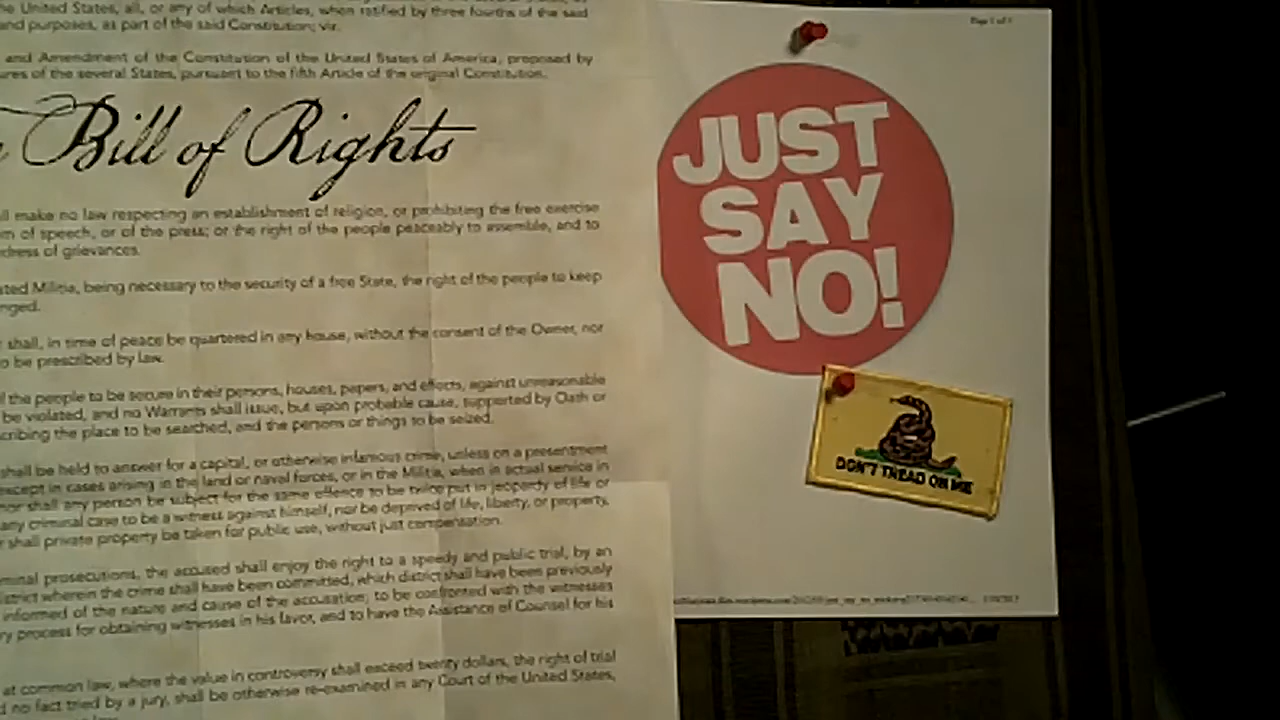 he United States, all, or any of which Articles, when ratified by three fourths of the said
and purposes, as part of the said Constitution; viz.
and Amendment of the Constitution of the United States of America, proposed by
ures of the several States, pursuant to the fifth Article of the original Constitution.
Bill of Rights
ll make no law respecting an establishment of religion, or prohibiting the free exercise
m of speech, or of the press; or the right of the people peaceably to assemble, and to
dress of grievances.
ated Militia, being necessary to the security of a free State, the right of the people to keep
nged.
shall, in time of peace be quartered in any house, without the consent of the Owner, nor
o be prescribed by law.
f the people to be secure in their persons, houses, papers, and effects, against unreasonable
be violated, and no Warrants shall issue, but upon probable cause, supported by Oath or
cribing the place to be searched, and the persons or things to be seized.
shall be held to answer for a capital, or otherwise infamous crime, unless on a presentment
except in cases arising in the land or naval forces, or in the Militia, when in actual service in
nor shall any person be subject for the same offence to be twice put in jeopardy of life or
any criminal case to be a witness against himself, nor be deprived of life, liberty, or property,
r shall private property be taken for public use, without just compensation.
minal prosecutions, the accused shall enjoy the right to a speedy and public trial, by an
istrict wherein the crime shall have been committed, which district shall have been previously
informed of the nature and cause of the accusation; to be confronted with the witnesses
ry process for obtaining witnesses in his favor, and to have the Assistance of Counsel for his
at common law, where the value in controversy shall exceed twenty dollars, the right of trial
d no fact tried by a jury, shall be otherwise re-examined in any Court of the United States,
Page 1 of 1
JUST
SAY
NO!
DON'T TREAD ON ME